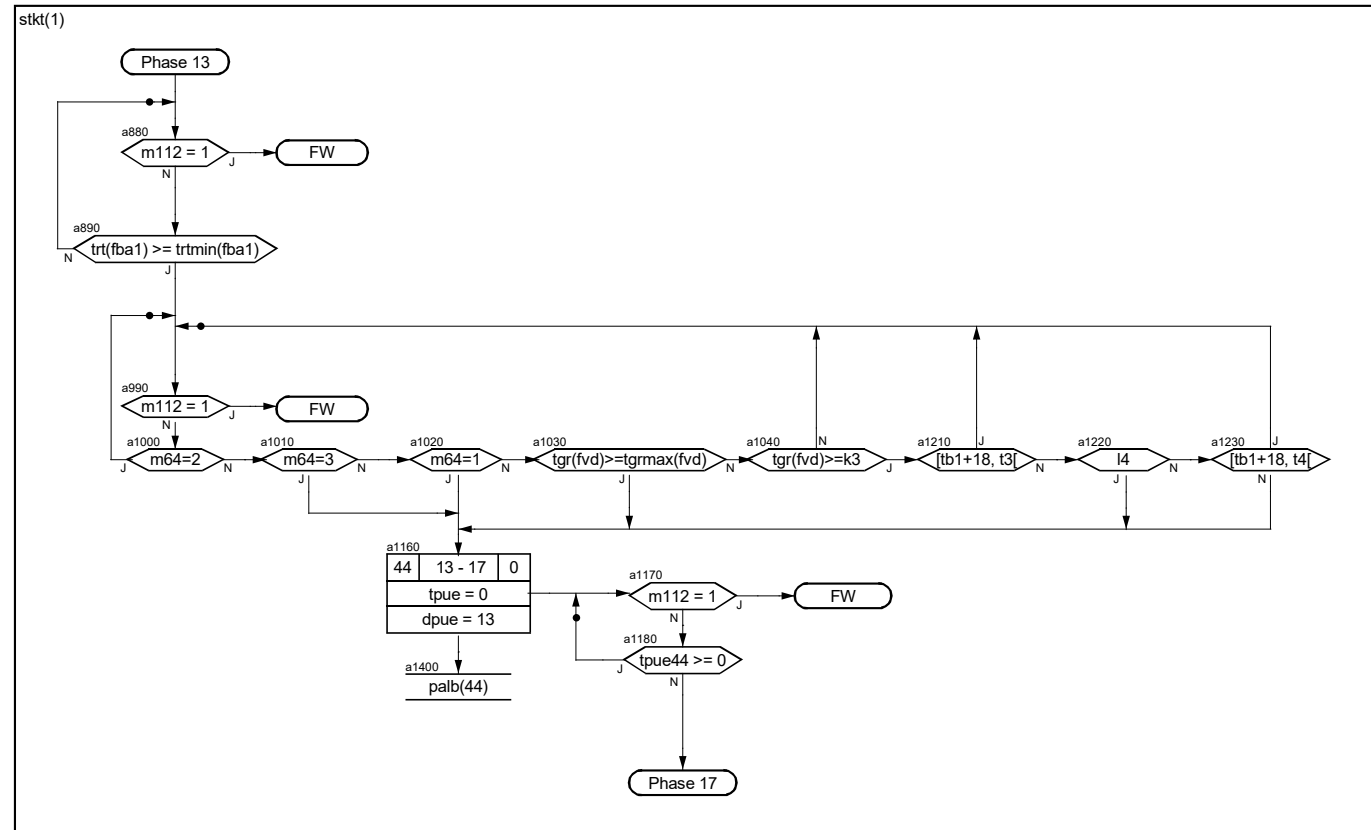 stkt(1)
Phase 13
a880
m112 = 1
J
FW
N
a890
trt(fba1) >= trtmin(fba1)
N
J
a990
m112 = 1
J
FW
N
a1000
m64=2
J
N
a1010
m64=3
N
J
a1020
m64=1
N
J
a1030
tgr(fvd)>=tgrmax(fvd)
N
J
a1040
N
tgr(fvd)>=k3
J
a1210
J
[tb1+18, t3[
N
a1220
l4
N
J
a1230
J
[tb1+18, t4[
N
a1160
44 13 - 17 0
tpue = 0
dpue = 13
a1170
m112 = 1
J
FW
N
a1180
tpue44 >= 0
J
N
a1400
palb(44)
Phase 17